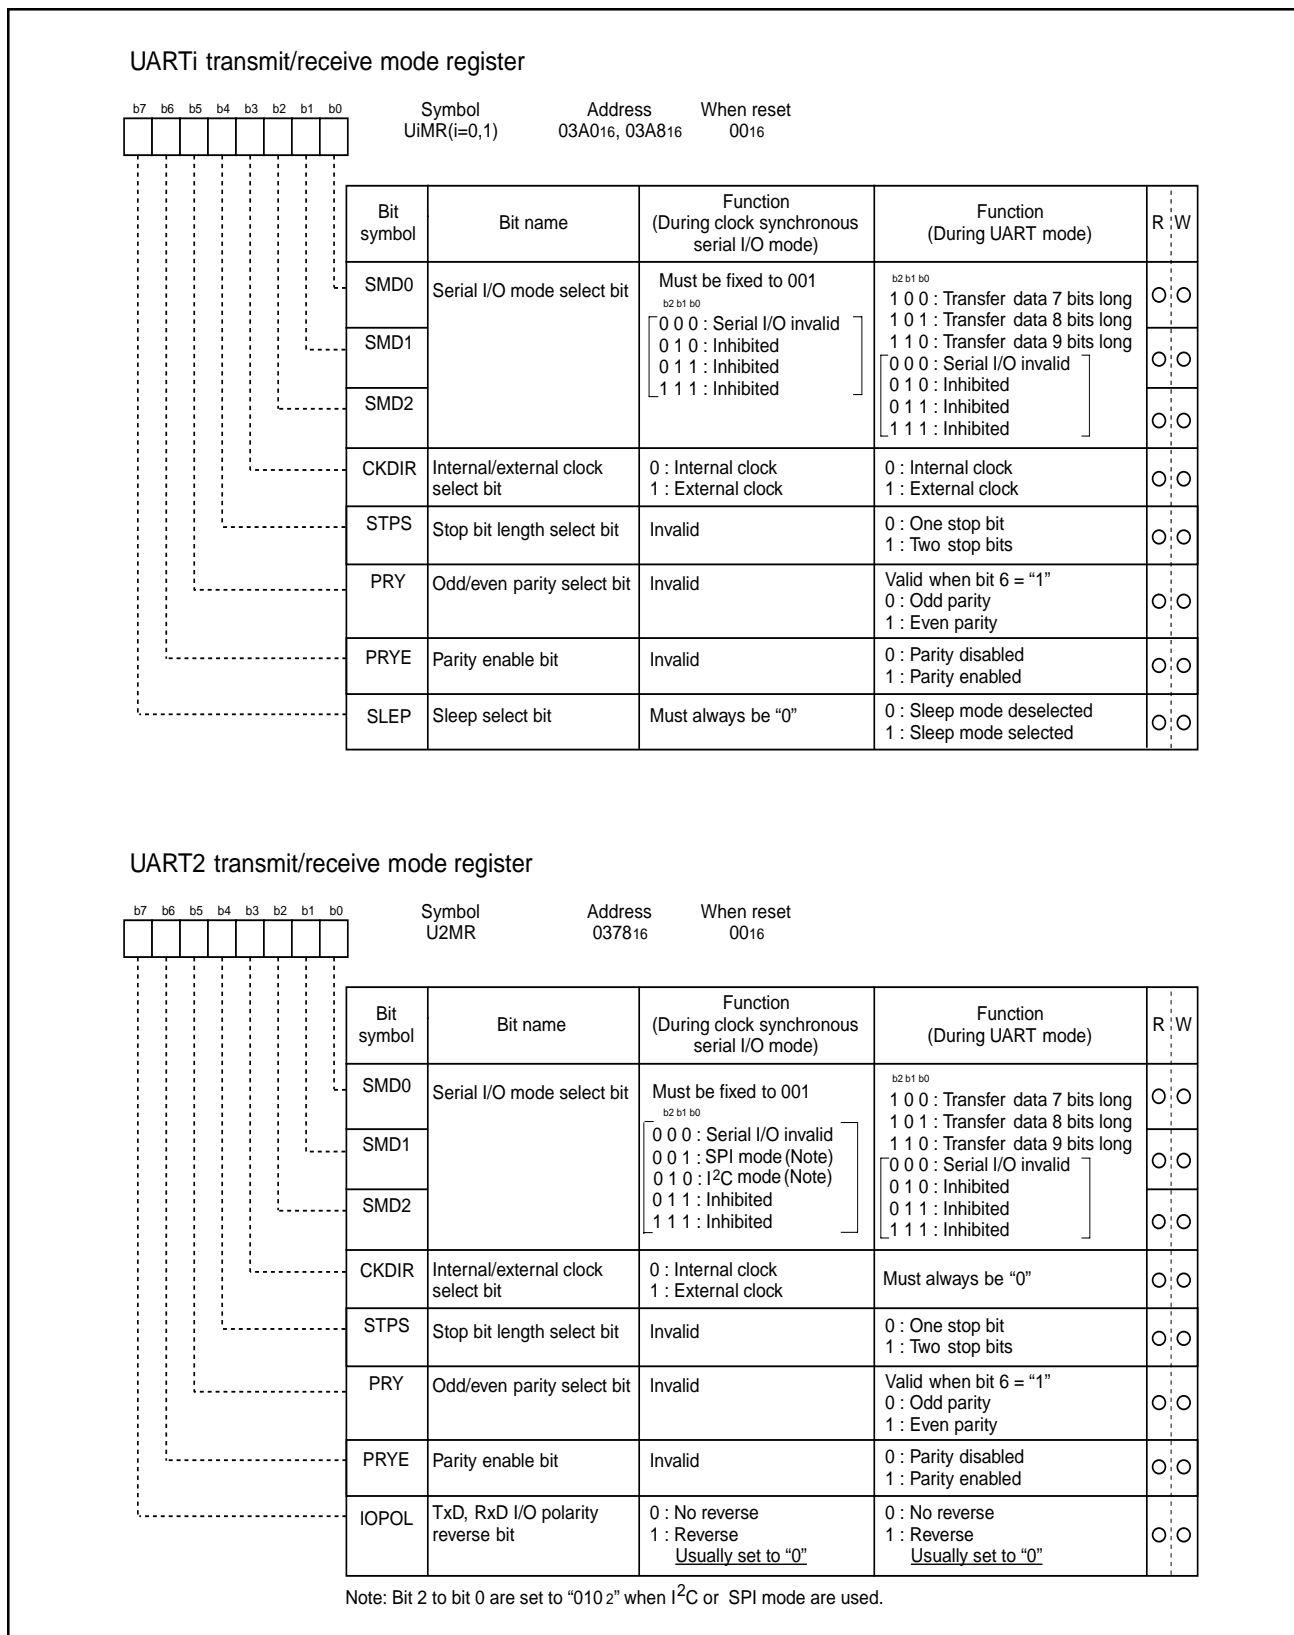 UARTi transmit/receive mode register
b7 b6 b5 b4 b3 b2 b1 b0
Symbol Address When reset
UiMR(i=0,1) 03A016, 03A816 0016
Bit symbol
Bit name
Function
(During clock synchronous serial I/O mode)
Function
(During UART mode)
R W
SMD0
SMD1
SMD2
Serial I/O mode select bit
Must be fixed to 001
b2 b1 b0
0 0 0 : Serial I/O invalid
0 1 0 : Inhibited
0 1 1 : Inhibited
1 1 1 : Inhibited
b2 b1 b0
1 0 0 : Transfer data 7 bits long
1 0 1 : Transfer data 8 bits long
1 1 0 : Transfer data 9 bits long
0 0 0 : Serial I/O invalid
0 1 0 : Inhibited
0 1 1 : Inhibited
1 1 1 : Inhibited
CKDIR
Internal/external clock
select bit
0 : Internal clock
1 : External clock
0 : Internal clock
1 : External clock
STPS
Stop bit length select bit
Invalid
0 : One stop bit
1 : Two stop bits
PRY
Odd/even parity select bit
Invalid
Valid when bit 6 = “1”
0 : Odd parity
1 : Even parity
PRYE
Parity enable bit
Invalid
0 : Parity disabled
1 : Parity enabled
SLEP
Sleep select bit
Must always be “0”
0 : Sleep mode deselected
1 : Sleep mode selected
UART2 transmit/receive mode register
b7 b6 b5 b4 b3 b2 b1 b0
Symbol Address When reset
U2MR 037816 0016
Bit symbol
Bit name
Function
(During clock synchronous serial I/O mode)
Function
(During UART mode)
R W
SMD0
SMD1
SMD2
Serial I/O mode select bit
Must be fixed to 001
b2 b1 b0
0 0 0 : Serial I/O invalid
0 0 1 : SPI mode (Note)
0 1 0 : I2C mode (Note)
0 1 1 : Inhibited
1 1 1 : Inhibited
b2 b1 b0
1 0 0 : Transfer data 7 bits long
1 0 1 : Transfer data 8 bits long
1 1 0 : Transfer data 9 bits long
0 0 0 : Serial I/O invalid
0 1 0 : Inhibited
0 1 1 : Inhibited
1 1 1 : Inhibited
CKDIR
Internal/external clock
select bit
0 : Internal clock
1 : External clock
Must always be “0”
STPS
Stop bit length select bit
Invalid
0 : One stop bit
1 : Two stop bits
PRY
Odd/even parity select bit
Invalid
Valid when bit 6 = “1”
0 : Odd parity
1 : Even parity
PRYE
Parity enable bit
Invalid
0 : Parity disabled
1 : Parity enabled
IOPOL
TxD, RxD I/O polarity
reverse bit
0 : No reverse
1 : Reverse
Usually set to “0”
0 : No reverse
1 : Reverse
Usually set to “0”
Note: Bit 2 to bit 0 are set to “010 2” when I2C or SPI mode are used.